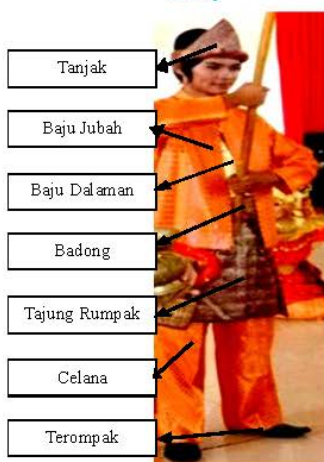 Tanjak
Baju Jubah
Baju Dalaman
Badong
Tajung Rumpak
Celana
Terompak